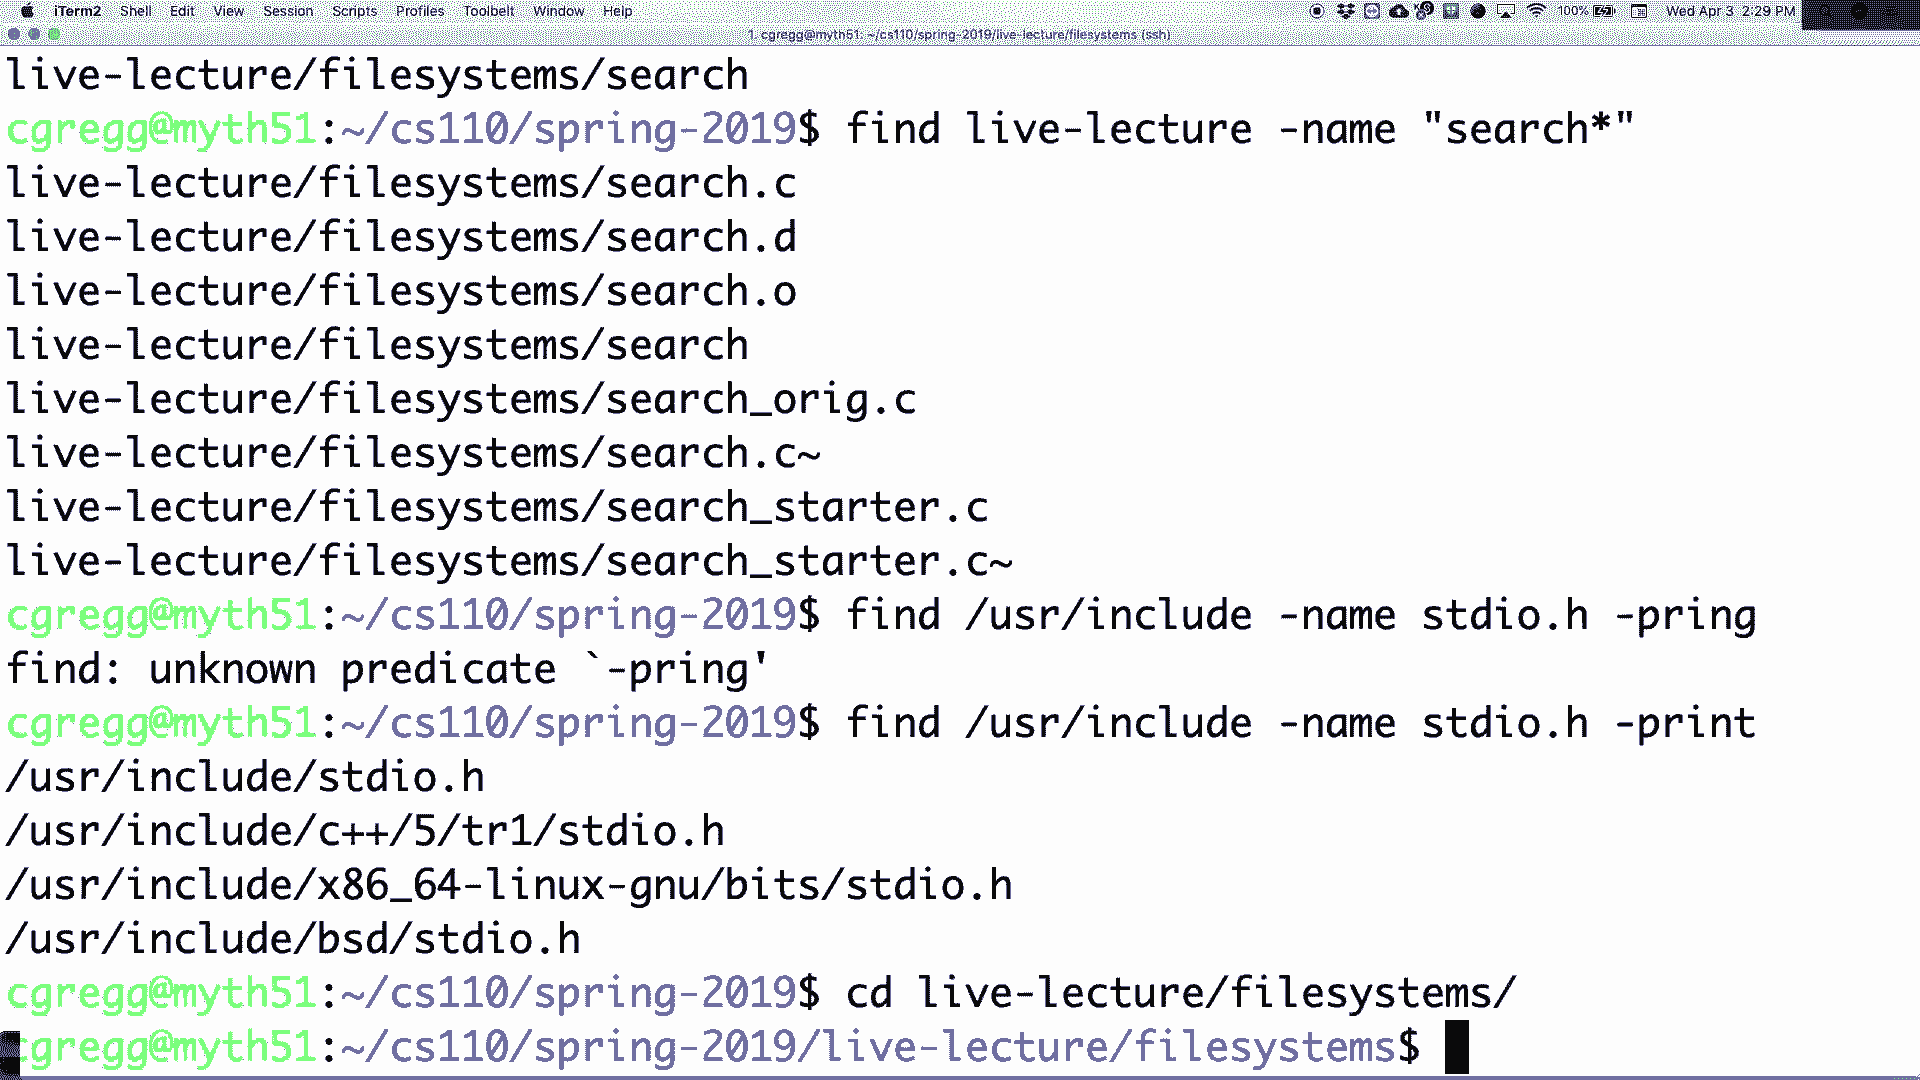 iTerm2 Shell Edit View Session Scripts Profiles Toolbelt Window Help 100% Wed Apr 3 2:29 PM
1. cgregg@myth51: ~/cs110/spring-2019/live-lecture/filesystems (ssh)
live-lecture/filesystems/search
cgregg@myth51:~/cs110/spring-2019$ find live-lecture -name "search*"
live-lecture/filesystems/search.c
live-lecture/filesystems/search.d
live-lecture/filesystems/search.o
live-lecture/filesystems/search
live-lecture/filesystems/search_orig.c
live-lecture/filesystems/search.c~
live-lecture/filesystems/search_starter.c
live-lecture/filesystems/search_starter.c~
cgregg@myth51:~/cs110/spring-2019$ find /usr/include -name stdio.h -pring
find: unknown predicate `-pring'
cgregg@myth51:~/cs110/spring-2019$ find /usr/include -name stdio.h -print
/usr/include/stdio.h
/usr/include/c++/5/tr1/stdio.h
/usr/include/x86_64-linux-gnu/bits/stdio.h
/usr/include/bsd/stdio.h
cgregg@myth51:~/cs110/spring-2019$ cd live-lecture/filesystems/
cgregg@myth51:~/cs110/spring-2019/live-lecture/filesystems$